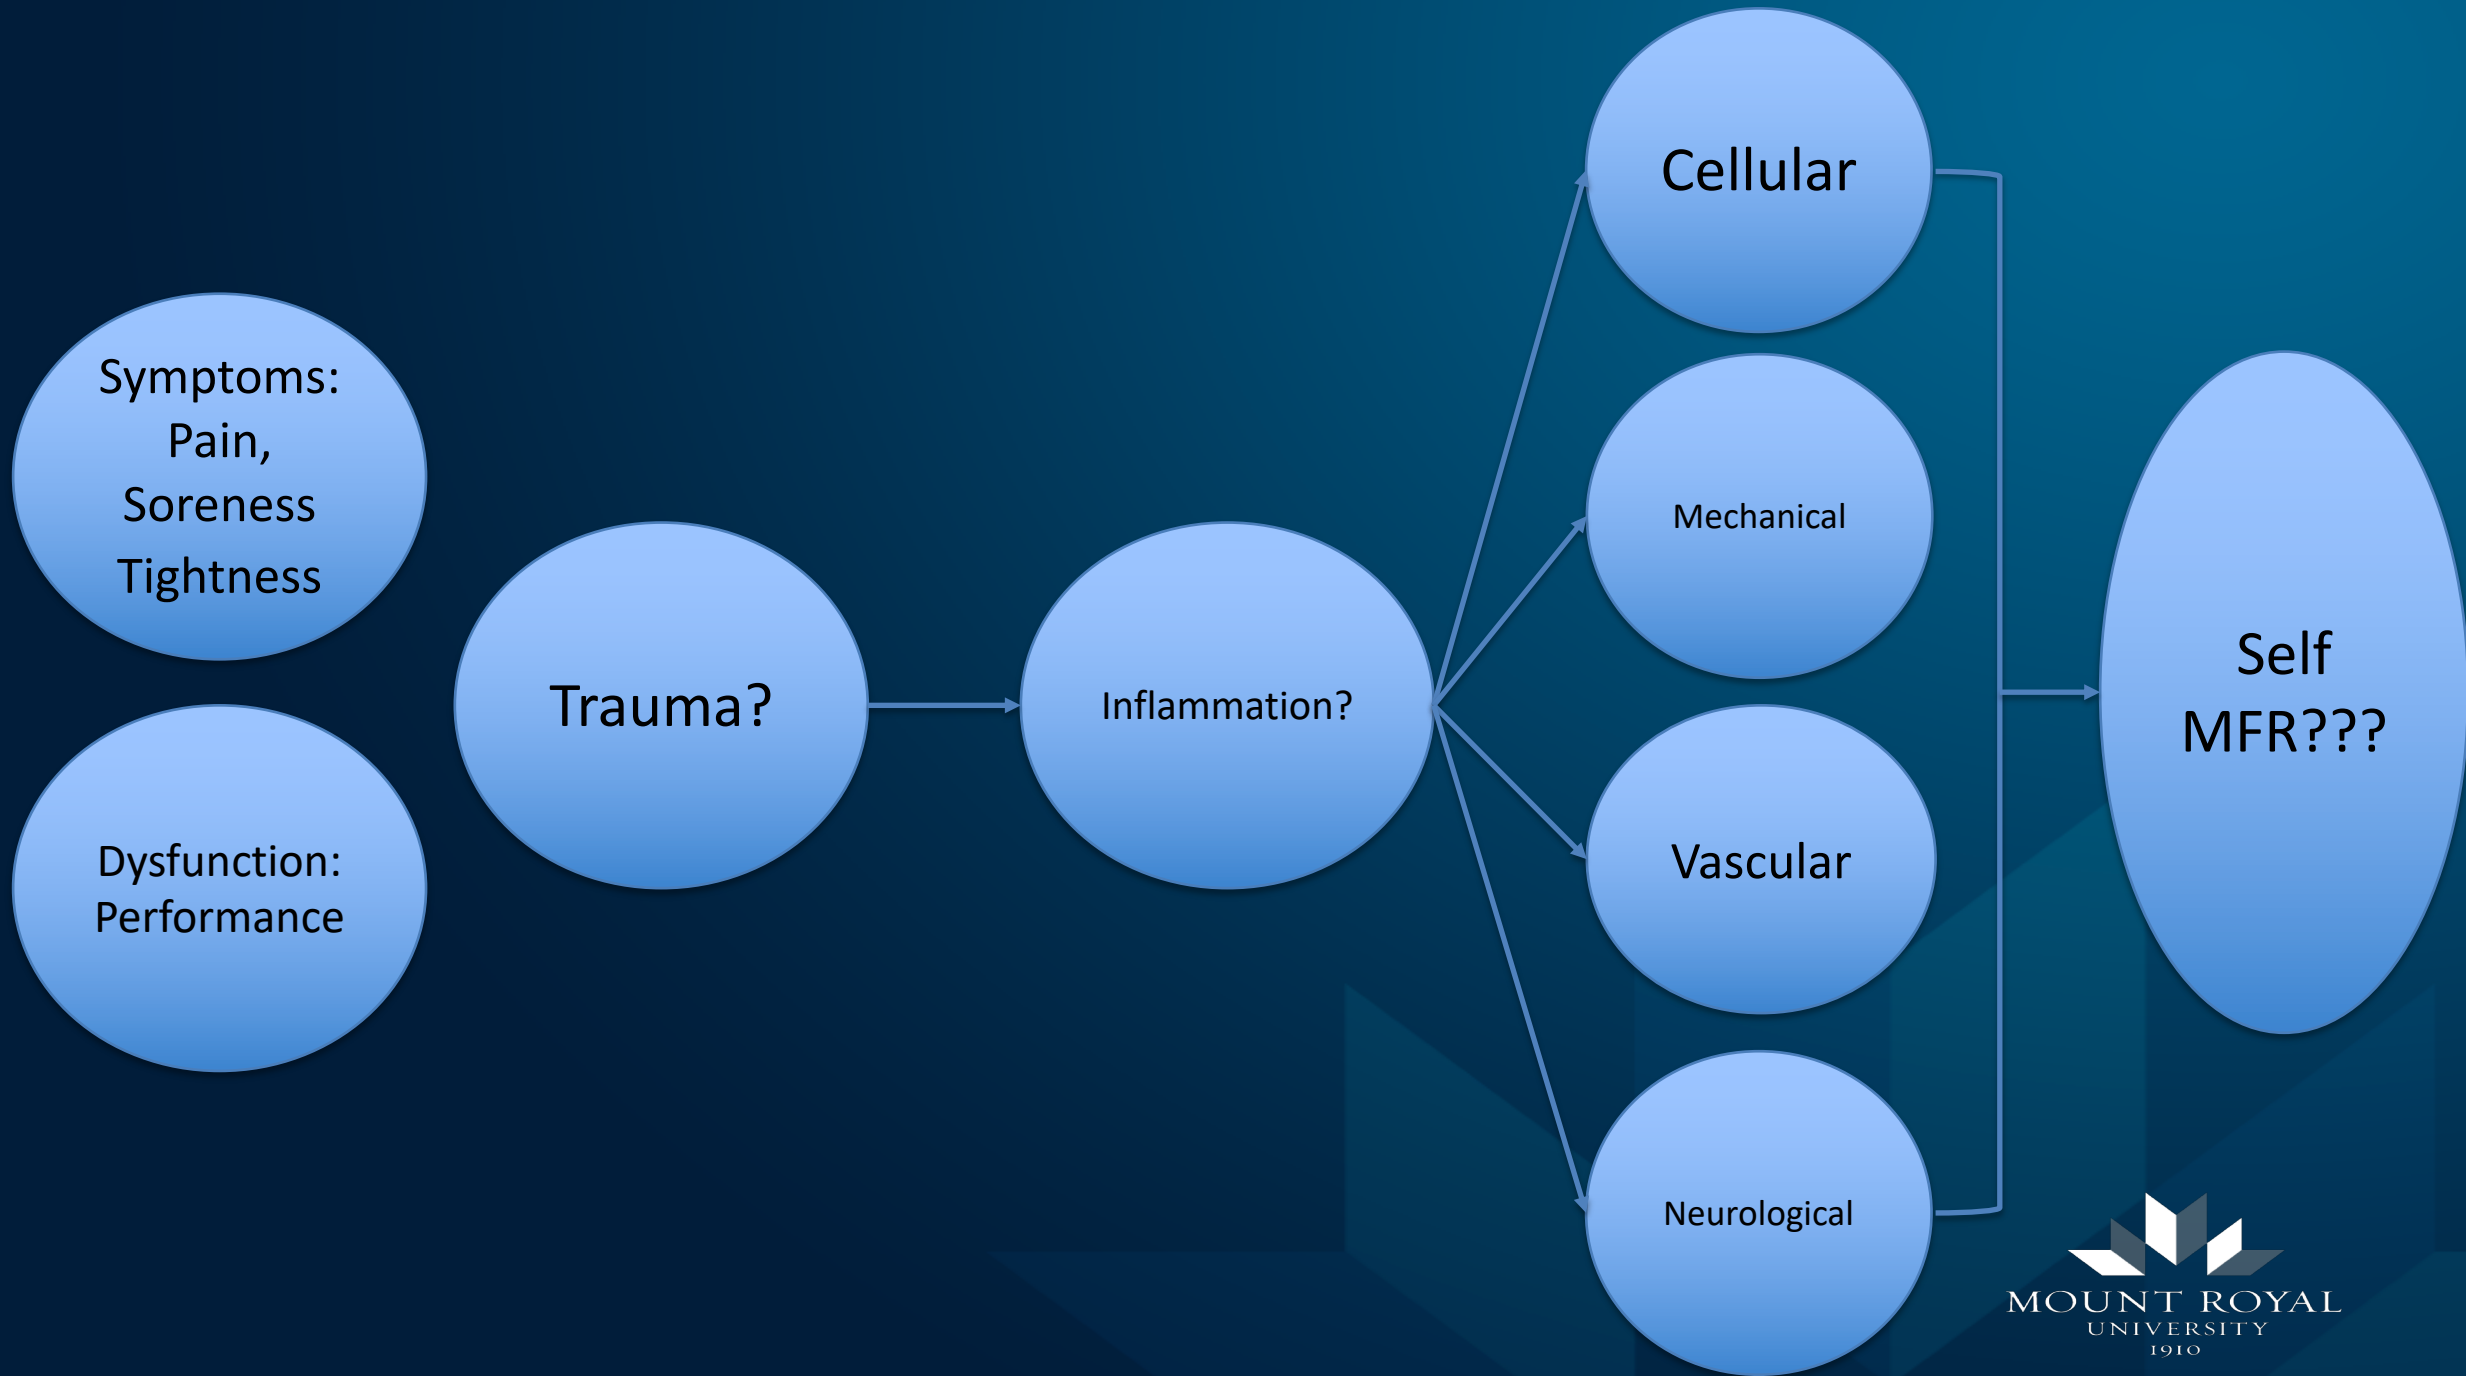 Symptoms:
Pain,
Soreness
Tightness
Dysfunction:
Performance
Trauma?
Inflammation?
Cellular
Mechanical
Vascular
Neurological
Self
MFR???
MOUNT ROYAL
UNIVERSITY
1910